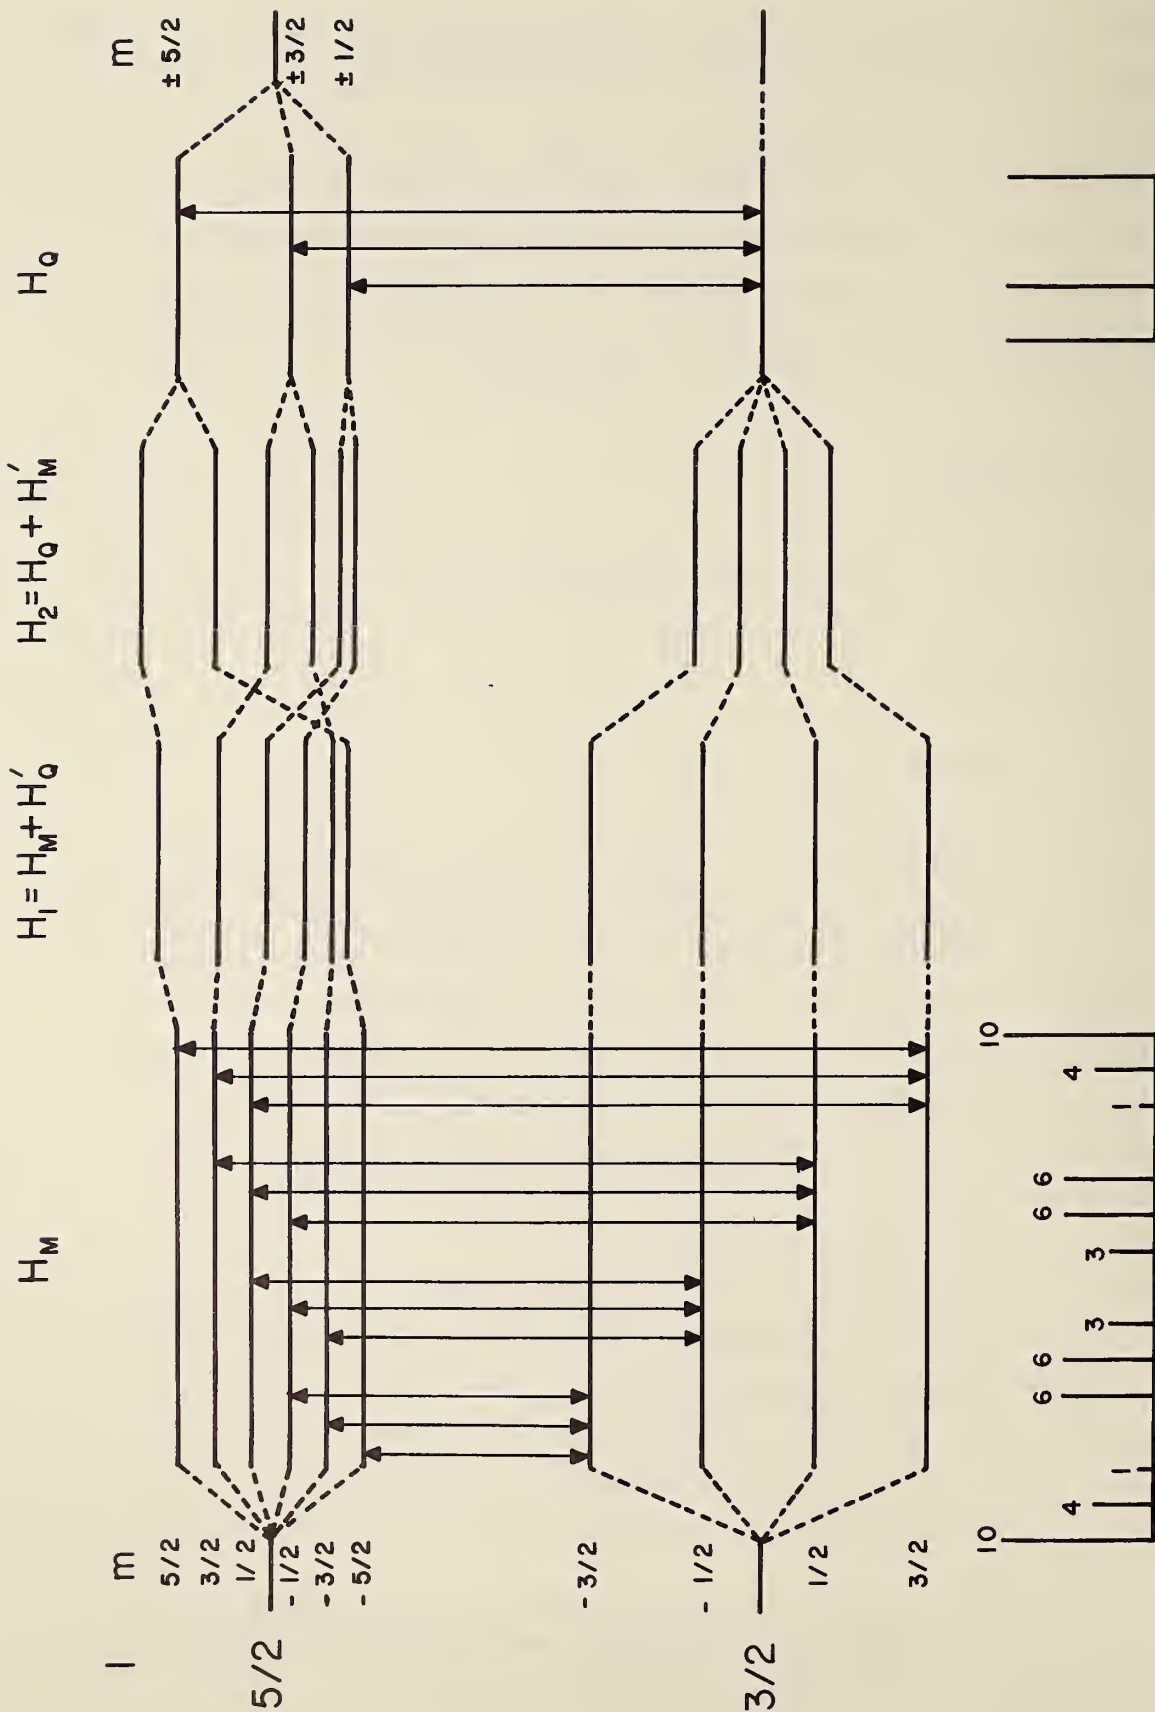 H_M H_1 = H_M + H'_Q H_2 = H_Q + H'_M H_Q
I m m
5/2 ± 5/2
3/2
1/2
5/2
- 1/2 ± 3/2
- 3/2
- 5/2 ± 1/2
- 3/2
- 1/2
3/2
1/2
3/2
10 4 1 6 6 3 3 6 6 1 4 10